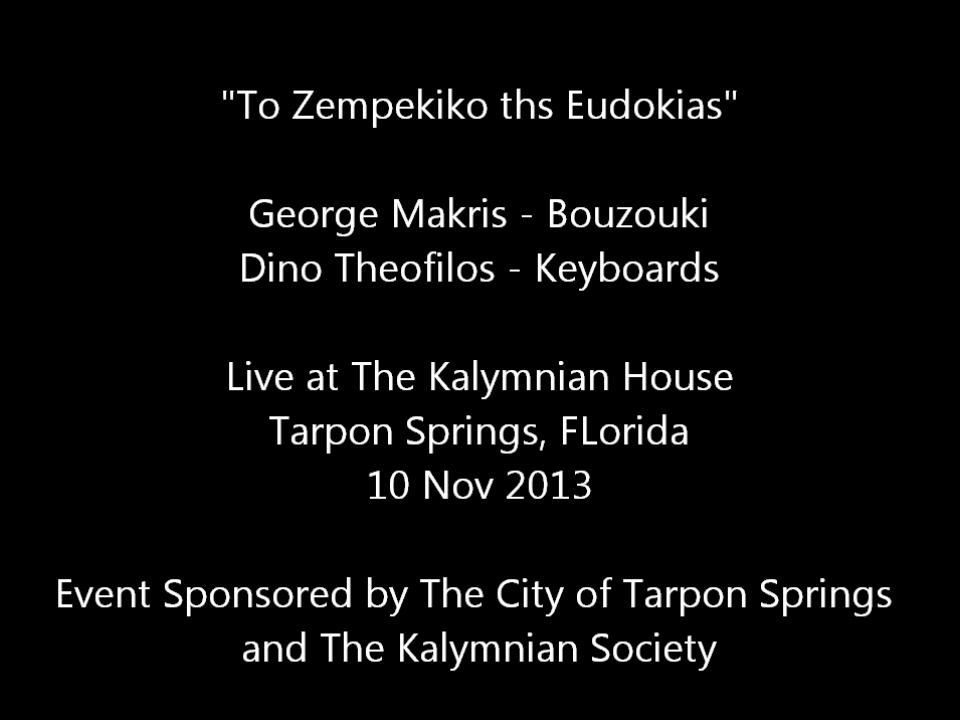 "To Zempekiko ths Eudokias"
George Makris - Bouzouki
Dino Theofilos - Keyboards
Live at The Kalymnian House
Tarpon Springs, FLorida
10 Nov 2013
Event Sponsored by The City of Tarpon Springs
and The Kalymnian Society